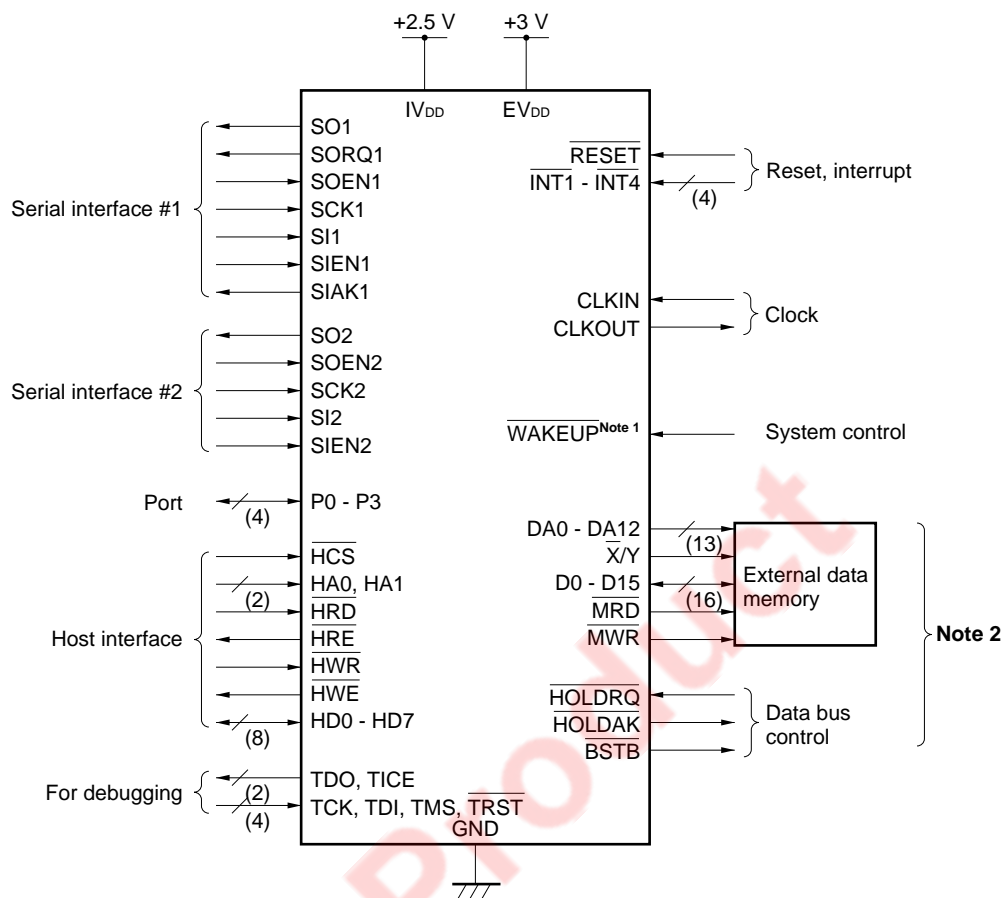 +2.5 V
+3 V
IVDD
EVDD
Serial interface #1
SO1
SORQ1
SOEN1
SCK1
SI1
SIEN1
SIAK1
Serial interface #2
SO2
SOEN2
SCK2
SI2
SIEN2
Port
(4)
P0 - P3
Host interface
HCS
(2)
HA0, HA1
HRD
HRE
HWR
HWE
(8)
HD0 - HD7
For debugging
(2)
TDO, TICE
(4)
TCK, TDI, TMS, TRST
GND
RESET
INT1 - INT4
(4)
Reset, interrupt
CLKIN
CLKOUT
Clock
WAKEUP Note 1
System control
DA0 - DA12
(13)
X/Y
D0 - D15
(16)
MRD
MWR
External data
memory
Note 2
HOLDRQ
HOLDAK
BSTB
Data bus
control
Product